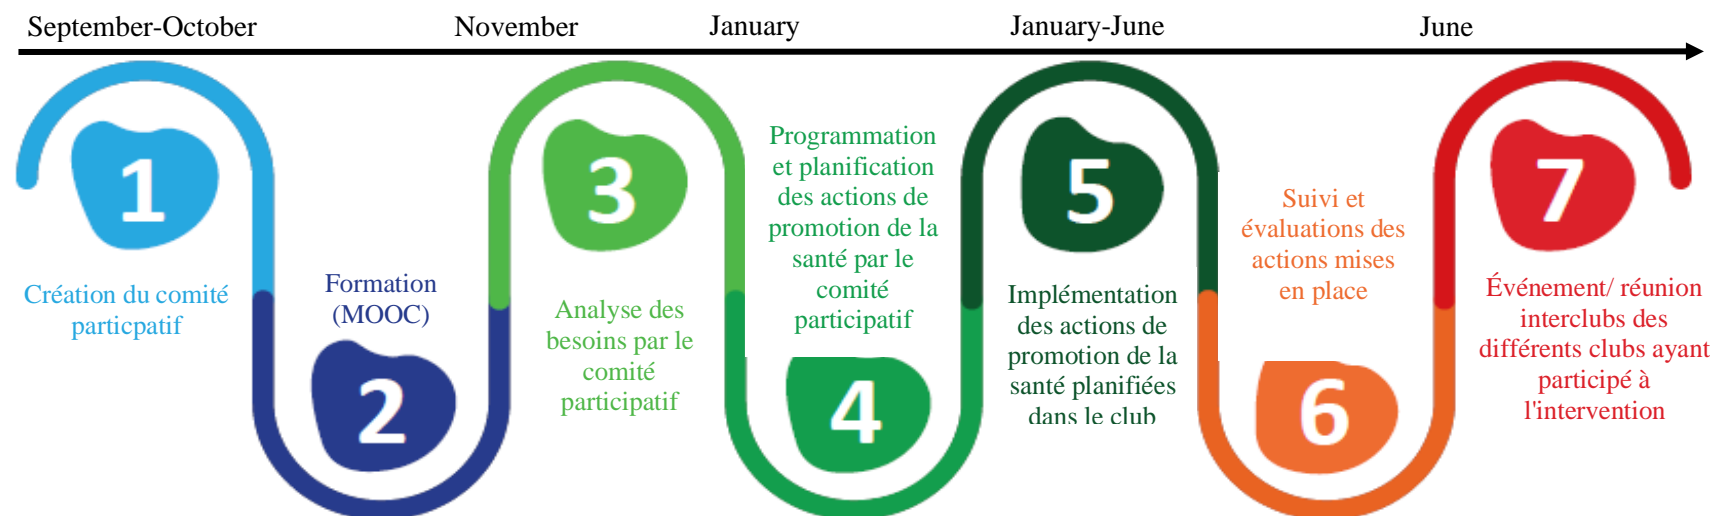 September-October
November
January
January-June
June
1
Création du comité
particpatif
2
Formation
(MOOC)
3
Analyse des
besoins par le
comité
participatif
4
Programmation
et planification
des actions de
promotion de la
santé par le
comité
participatif
5
Implémentation
des actions de
promotion de la
santé planifiées
dans le club
6
Suivi et
évaluations des
actions mises
en place
7
Événement/ réunion
interclubs des
différents clubs ayant
participé à
l'intervention